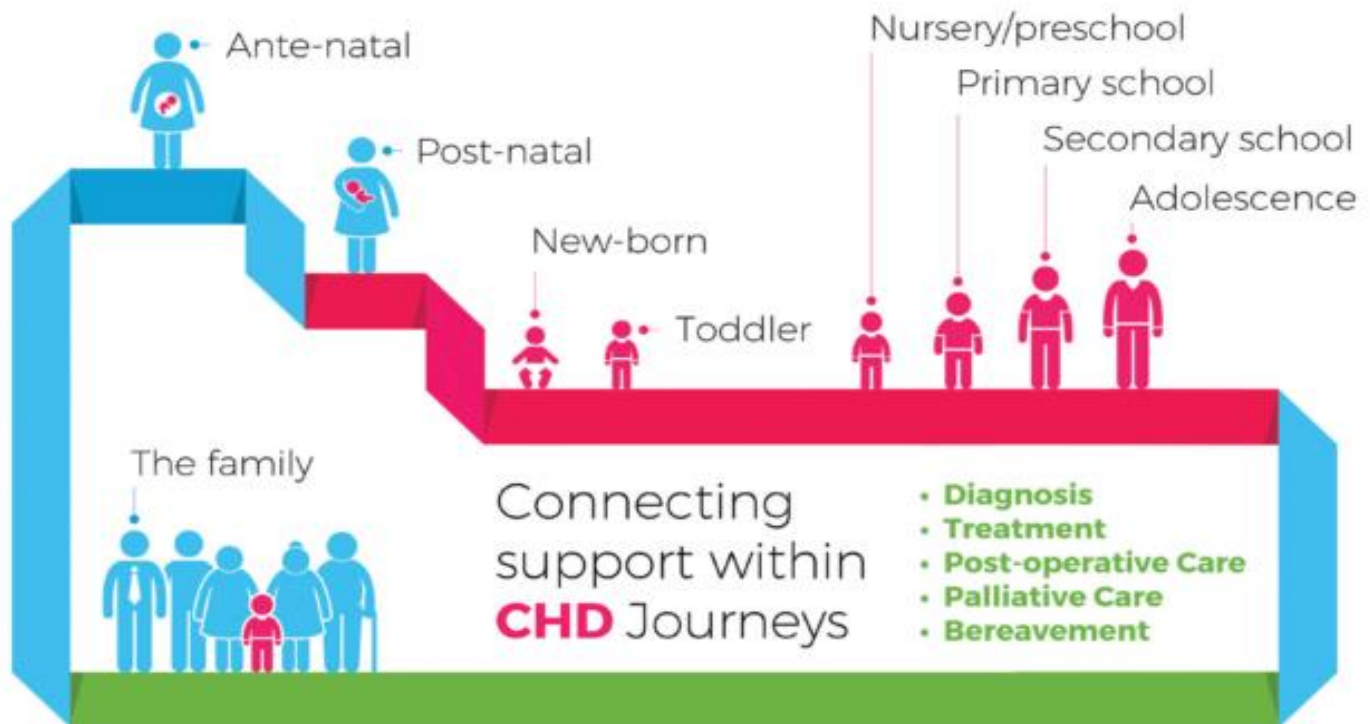 Ante-natal
Post-natal
New-born
Toddler
Nursery/preschool
Primary school
Secondary school
Adolescence
The family
Connecting
support within
CHD Journeys
• Diagnosis
• Treatment
• Post-operative Care
• Palliative Care
• Bereavement